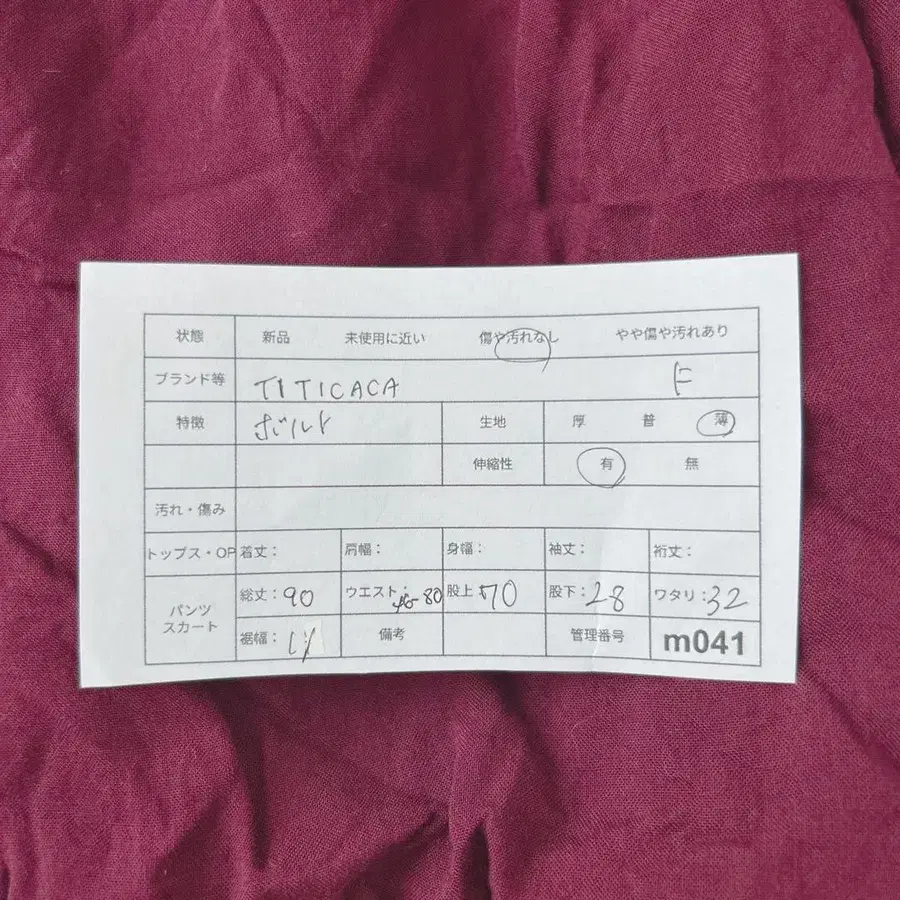 状態 新品 未使用に近い 傷や汚れなし やや傷や汚れあり
ブランド等 TITICACA F
特徴 ボルト 生地 厚 普 薄
伸縮性 有 無
汚れ・傷み
トップス・OP 着丈: 肩幅: 身幅: 袖丈: 裄丈:
パンツ スカート 総丈:90 ウエスト: -80 股上:70 股下:28 ワタリ:32
裾幅: 備考 管理番号 m041